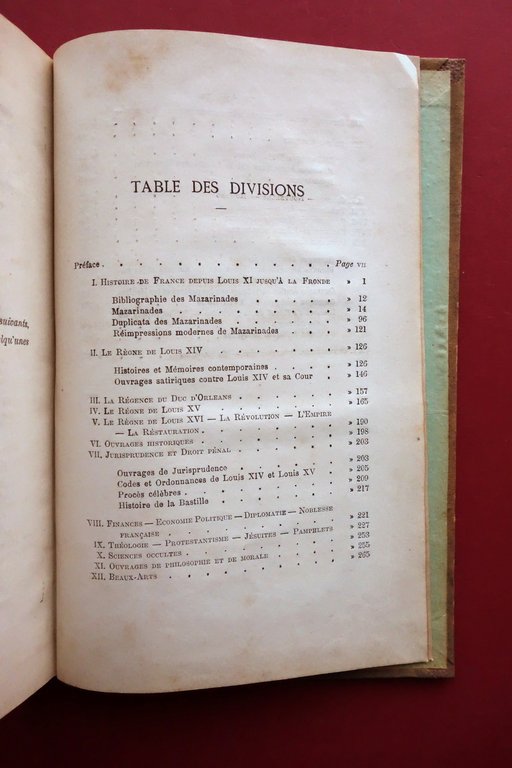 suivants,
TABLE DES DIVISIONS
Préface . . . . . . . . . . Page VII
I. HISTOIRE DE FRANCE DEPUIS LOUIS XI JUSQU'À LA FRONDE » 1
Bibliographie des Mazarinades . . . . . » 12
Mazarinades . . . . . . . . » 14
Duplicata des Mazarinades . . . . . » 96
Réimpressions modernes de Mazarinades . . . » 121
II. LE RÈGNE DE LOUIS XIV . . . . . . » 126
Histoires et Mémoires contemporaines . . . . » 126
Ouvrages satiriques contre Louis XIV et sa Cour . . » 146
III. LA RÉGENCE DU DUC D'ORLEANS . . . . . » 157
IV. LE RÈGNE DE LOUIS XV . . . . . . » 165
V. LE RÈGNE DE LOUIS XVI — LA RÉVOLUTION — L'EMPIRE
— LA RÉSTAURATION . . . . . . » 190
VI. OUVRAGES HISTORIQUES . . . . . . » 198
VII. JURISPRUDENCE ET DROIT PÉNAL . . . . . » 203
Ouvrages de Jurisprudence . . . . . » 203
Codes et Ordonnances de Louis XIV et Louis XV . . » 205
Procès célèbres . . . . . . . » 209
Histoire de la Bastille . . . . . . » 217
VIII. FINANCES — ECONOMIE POLITIQUE — DIPLOMATIE — NOBLESSE
FRANÇAISE . . . . . . . . » 221
IX. THÉOLOGIE — PROTESTANTISME — JÉSUITES — PAMPHLETS » 227
X. SCIENCES OCCULTES . . . . . . . » 253
XI. OUVRAGES DE PHILOSOPHIE ET DE MORALE . . . » 255
XII. BEAUX-ARTS . . . . . . . . » 265